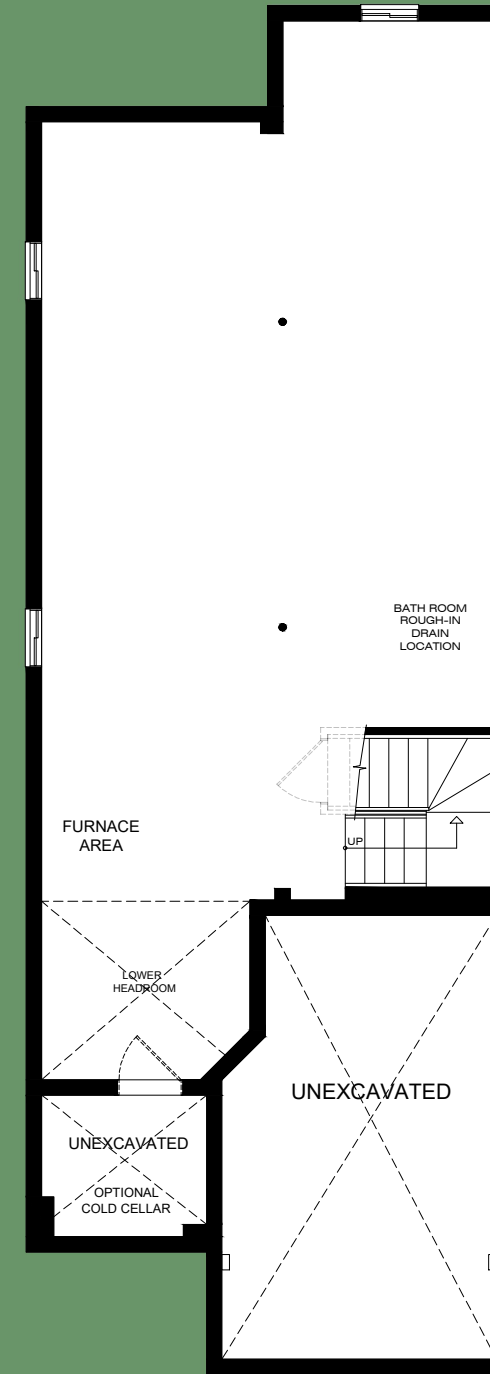 BATH ROOM
ROUGH-IN
DRAIN
LOCATION
FURNACE
AREA
UP
LOWER
HEADROOM
UNEXCAVATED
UNEXCAVATED
OPTIONAL
COLD CELLAR